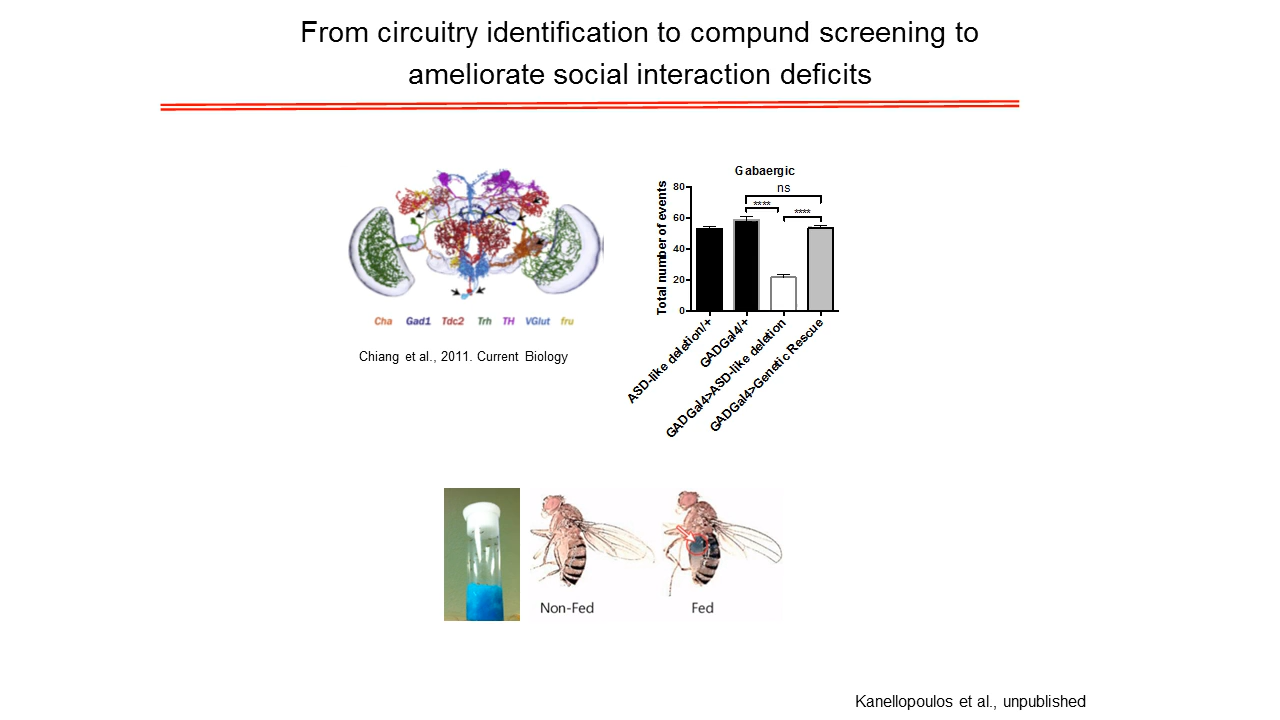 From circuitry identification to compund screening to
ameliorate social interaction deficits
Cha Gad1 Tdc2 Trh TH VGlut fru
Chiang et al., 2011. Current Biology
Gabaergic
ns
****
****
Total number of events
80
60
40
20
0
ASD-like deletion/+
GADGal4/+
GADGal4>ASD-like deletion
GADGal4>Genetic Rescue
Non-Fed
Fed
Kanellopoulos et al., unpublished